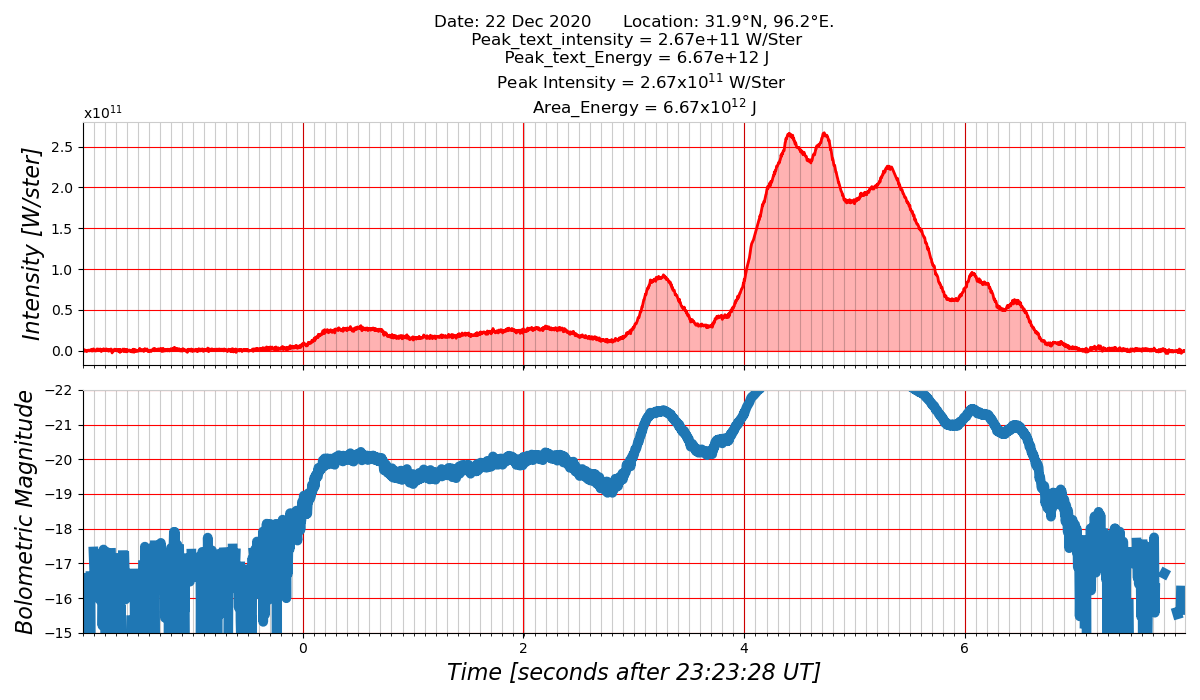 Date: 22 Dec 2020      Location: 31.9°N, 96.2°E.
Peak_text_intensity = 2.67e+11 W/Ster
Peak_text_Energy = 6.67e+12 J
Peak Intensity = 2.67x10¹¹ W/Ster
Area_Energy = 6.67x10¹² J
x10¹¹
Intensity [W/ster]
2.5
2.0
1.5
1.0
0.5
0.0
Bolometric Magnitude
−22
−21
−20
−19
−18
−17
−16
−15
0 2 4 6
Time [seconds after 23:23:28 UT]